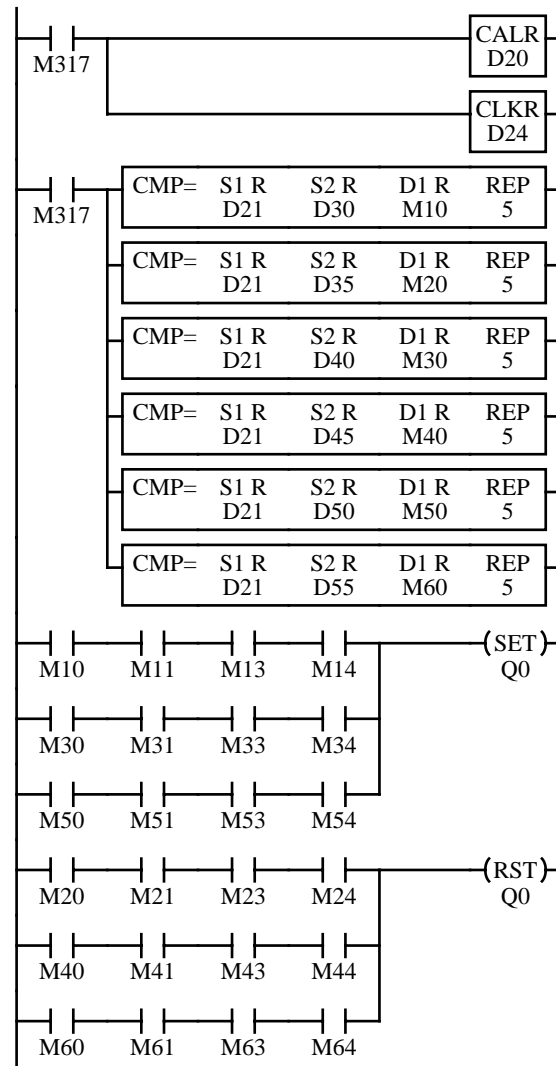 CALR
M317 D20
CLKR
D24
CMP= S1 R S2 R D1 R REP
M317 D21 D30 M10 5
CMP= S1 R S2 R D1 R REP
D21 D35 M20 5
CMP= S1 R S2 R D1 R REP
D21 D40 M30 5
CMP= S1 R S2 R D1 R REP
D21 D45 M40 5
CMP= S1 R S2 R D1 R REP
D21 D50 M50 5
CMP= S1 R S2 R D1 R REP
D21 D55 M60 5
SET
M10 M11 M13 M14 Q0
M30 M31 M33 M34
M50 M51 M53 M54
RST
M20 M21 M23 M24 Q0
M40 M41 M43 M44
M60 M61 M63 M64